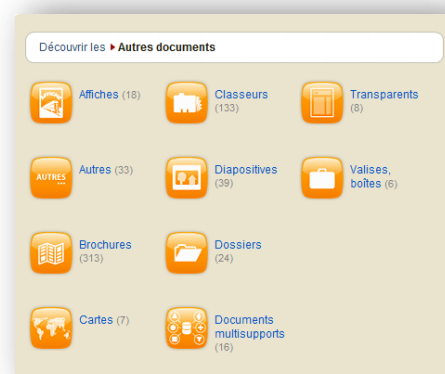 Découvrir les ▸ Autres documents
Affiches (18)
Classeurs
(133)
Transparents
(8)
AUTRES...
Autres (33)
Diapositives
(39)
Valises,
boîtes (6)
Brochures
(313)
Dossiers
(24)
Cartes (7)
Documents
multisupports
(16)